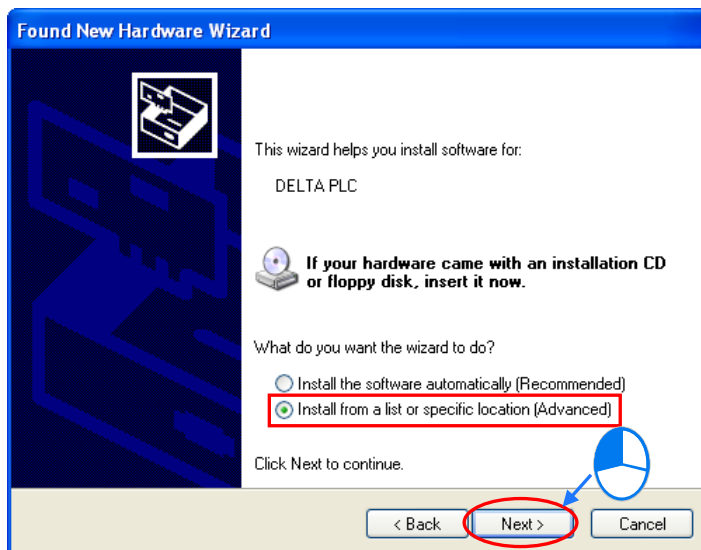 Found New Hardware Wizard
This wizard helps you install software for:
DELTA PLC
If your hardware came with an installation CD
or floppy disk, insert it now.
What do you want the wizard to do?
Install the software automatically (Recommended)
Install from a list or specific location (Advanced)
Click Next to continue.
< Back Next > Cancel